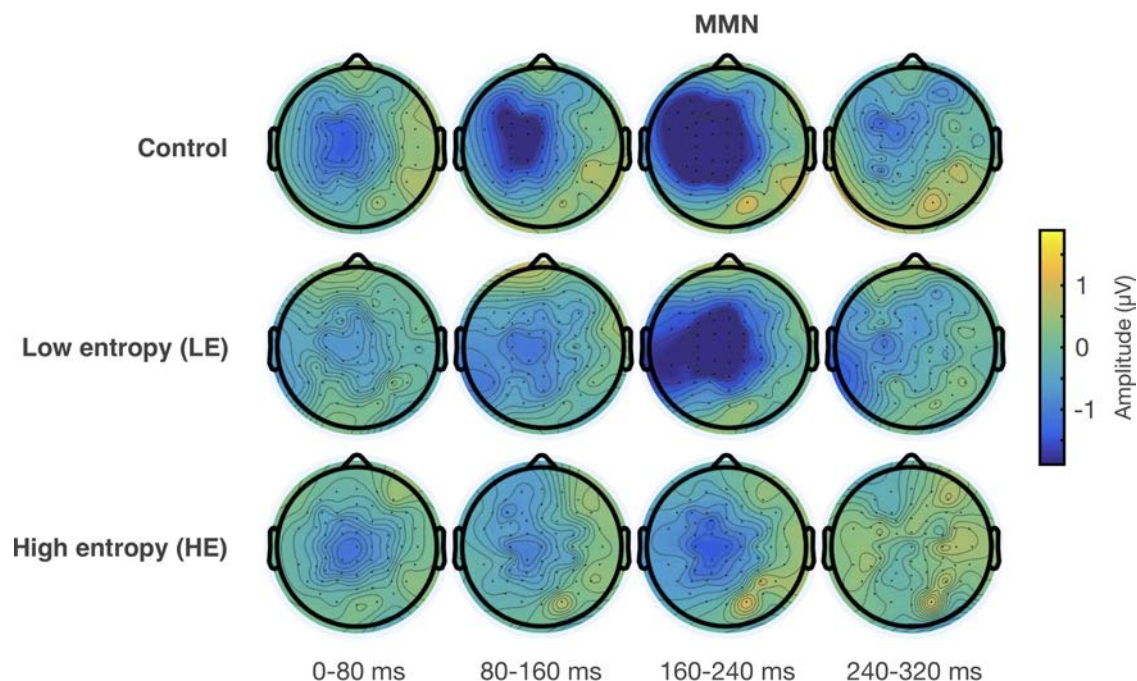 MMN
Control
Low entropy (LE)
High entropy (HE)
1
0
-1
Amplitude (µV)
0-80 ms
80-160 ms
160-240 ms
240-320 ms